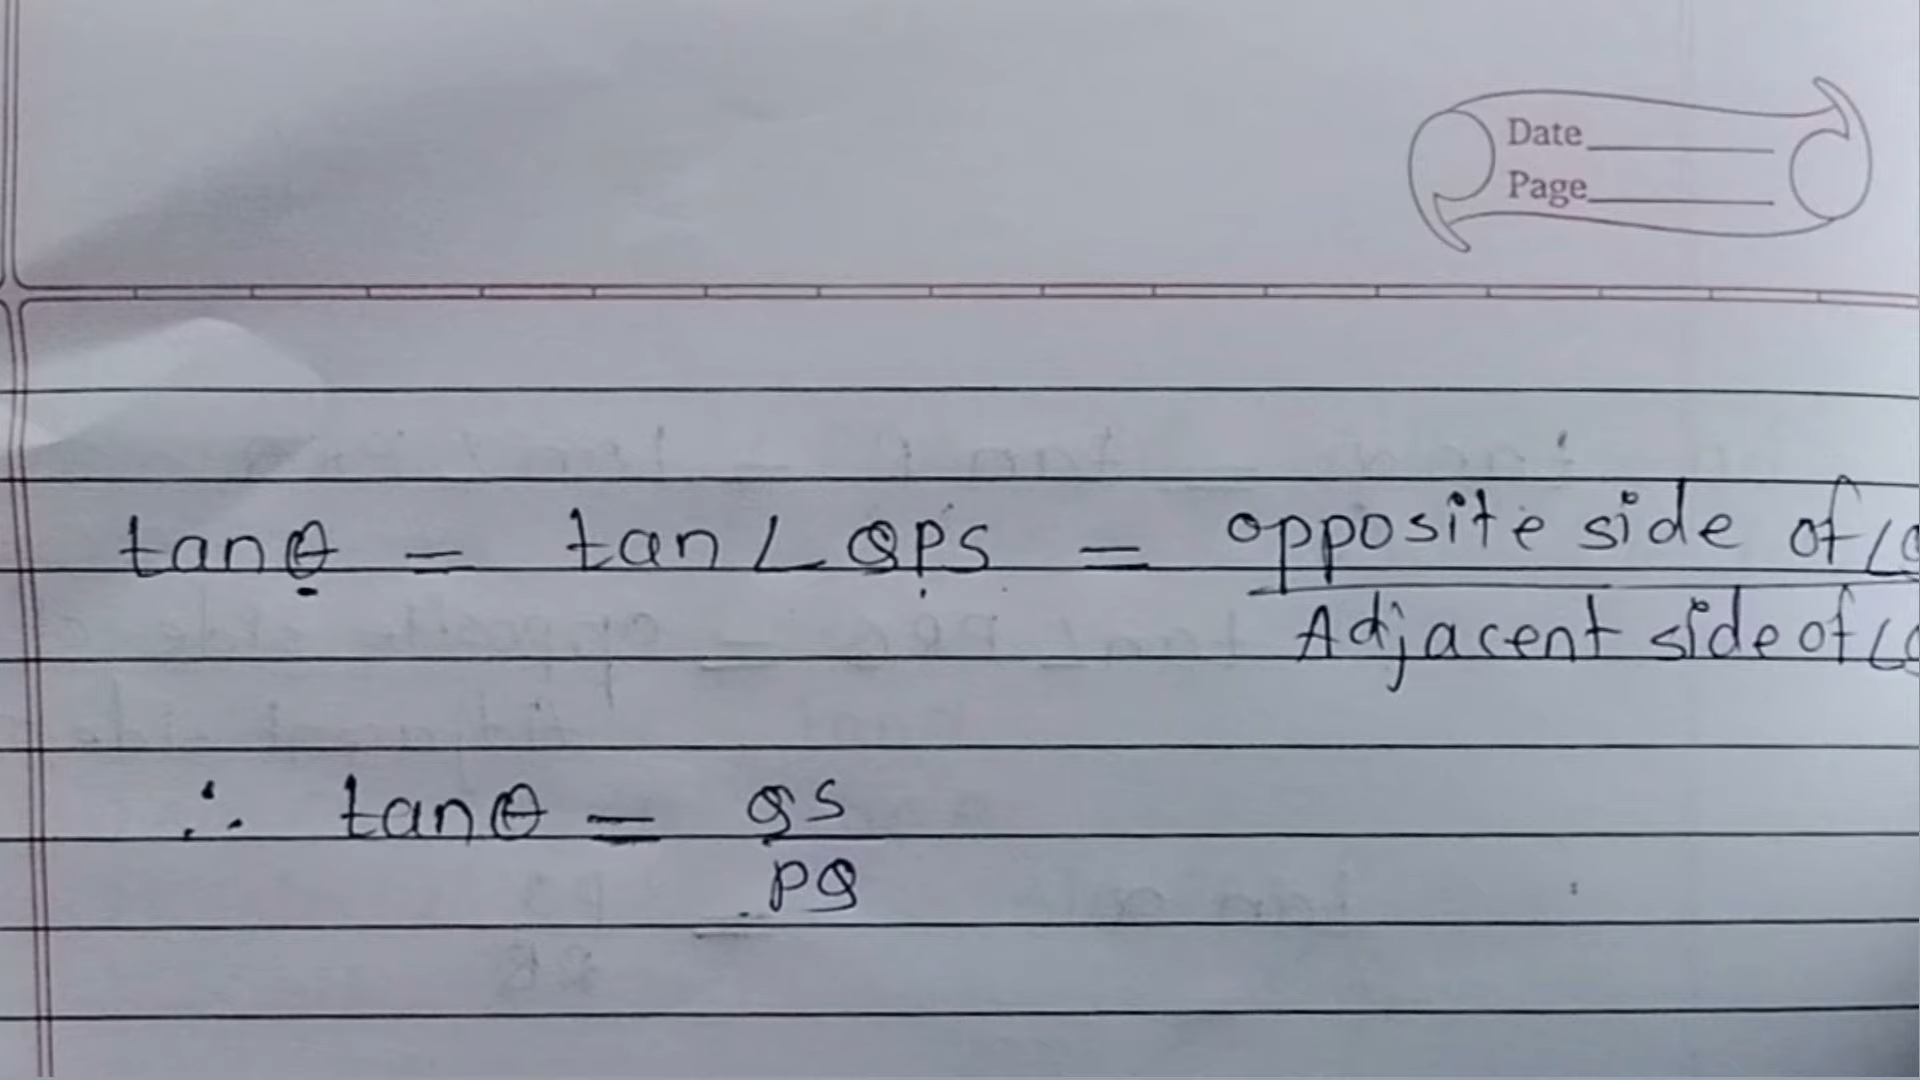 Date
Page
tanθ = tan∠QPS = opposite side of ∠
Adjacent side of ∠
∴ tanθ = QS
PQ